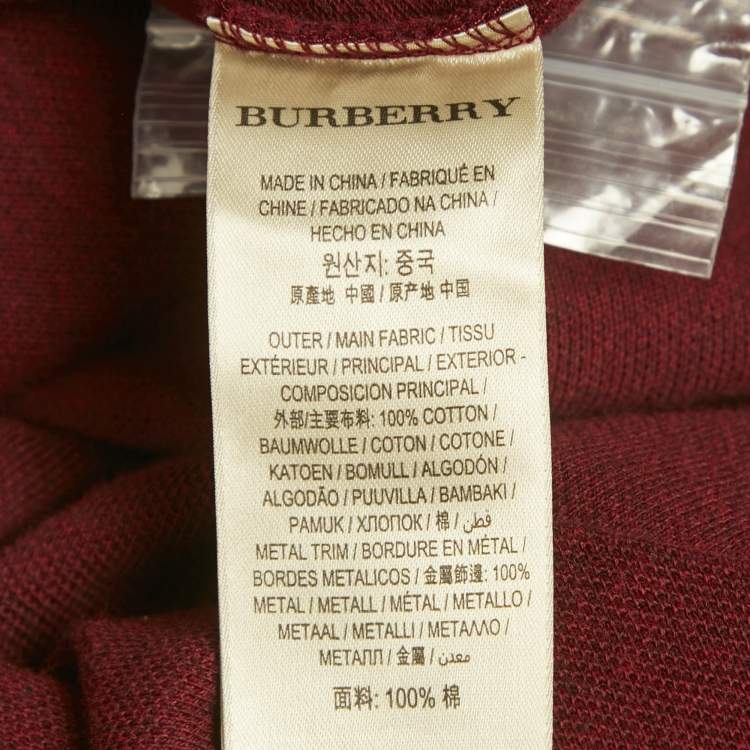 BURBERRY
MADE IN CHINA / FABRIQUÉ EN
CHINE / FABRICADO NA CHINA /
HECHO EN CHINA
원산지: 중국
原產地 中國 / 原产地 中国
OUTER / MAIN FABRIC / TISSU
EXTÉRIEUR / PRINCIPAL / EXTERIOR -
COMPOSICION PRINCIPAL /
外部/主要布料: 100% COTTON /
BAUMWOLLE / COTON / COTONE /
KATOEN / BOMULL / ALGODÓN /
ALGODÃO / PUUVILLA / BAMBAKI /
PAMUK / ХЛОПОК / 棉 / قطن /
METAL TRIM / BORDURE EN MÉTAL /
BORDES METALICOS / 金屬飾邊: 100%
METAL / METALL / MÉTAL / METALLO /
METAAL / METALLI / ΜΕΤΑΛΛΟ /
МЕТАЛЛ / 金屬 / معدن /
面料: 100% 棉